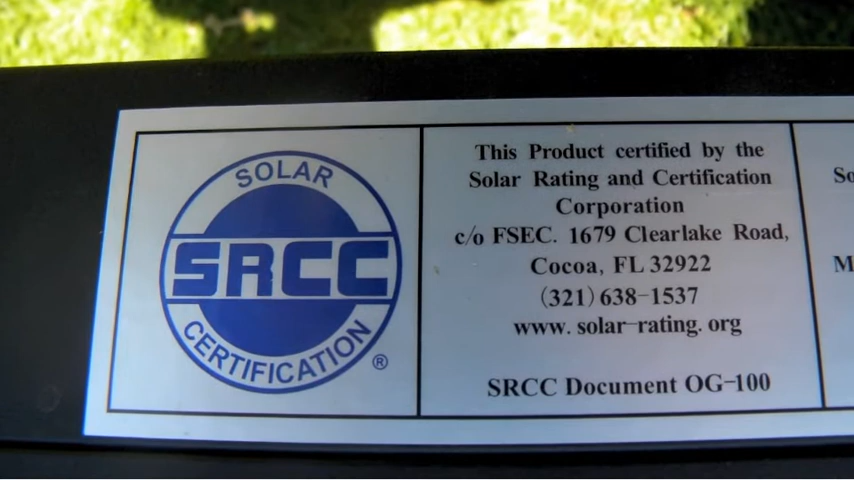 SOLAR
SRCC
CERTIFICATION
®
This Product certified by the
Solar Rating and Certification
Corporation
c/o FSEC. 1679 Clearlake Road,
Cocoa, FL 32922
(321)638-1537
www.solar-rating.org
SRCC Document OG-100